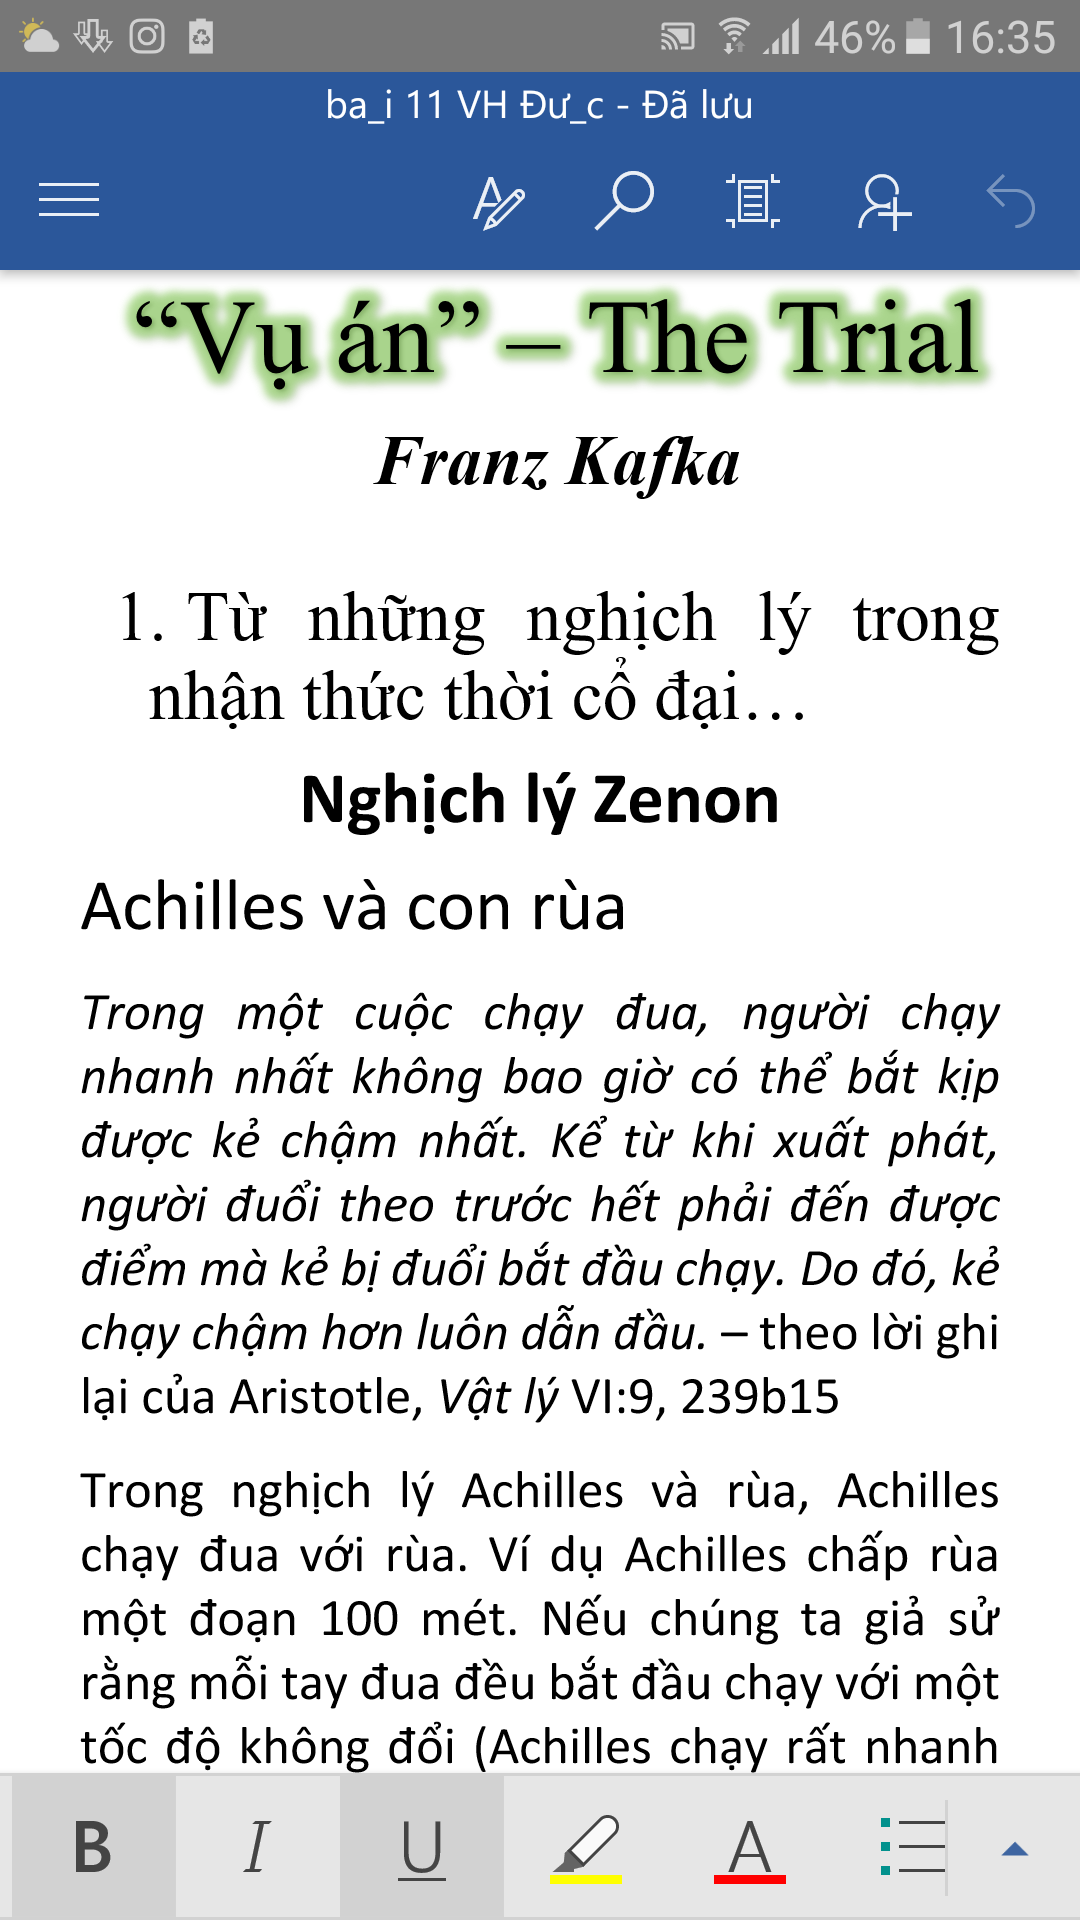 46% 16:35
ba_i 11 VH Đư_c - Đã lưu
“Vụ án” – The Trial
Franz Kafka
1. Từ những nghịch lý trong
nhận thức thời cổ đại…
Nghịch lý Zenon
Achilles và con rùa
Trong một cuộc chạy đua, người chạy
nhanh nhất không bao giờ có thể bắt kịp
được kẻ chậm nhất. Kể từ khi xuất phát,
người đuổi theo trước hết phải đến được
điểm mà kẻ bị đuổi bắt đầu chạy. Do đó, kẻ
chạy chậm hơn luôn dẫn đầu. – theo lời ghi
lại của Aristotle, Vật lý VI:9, 239b15
Trong nghịch lý Achilles và rùa, Achilles
chạy đua với rùa. Ví dụ Achilles chấp rùa
một đoạn 100 mét. Nếu chúng ta giả sử
rằng mỗi tay đua đều bắt đầu chạy với một
tốc độ không đổi (Achilles chạy rất nhanh
B I U A